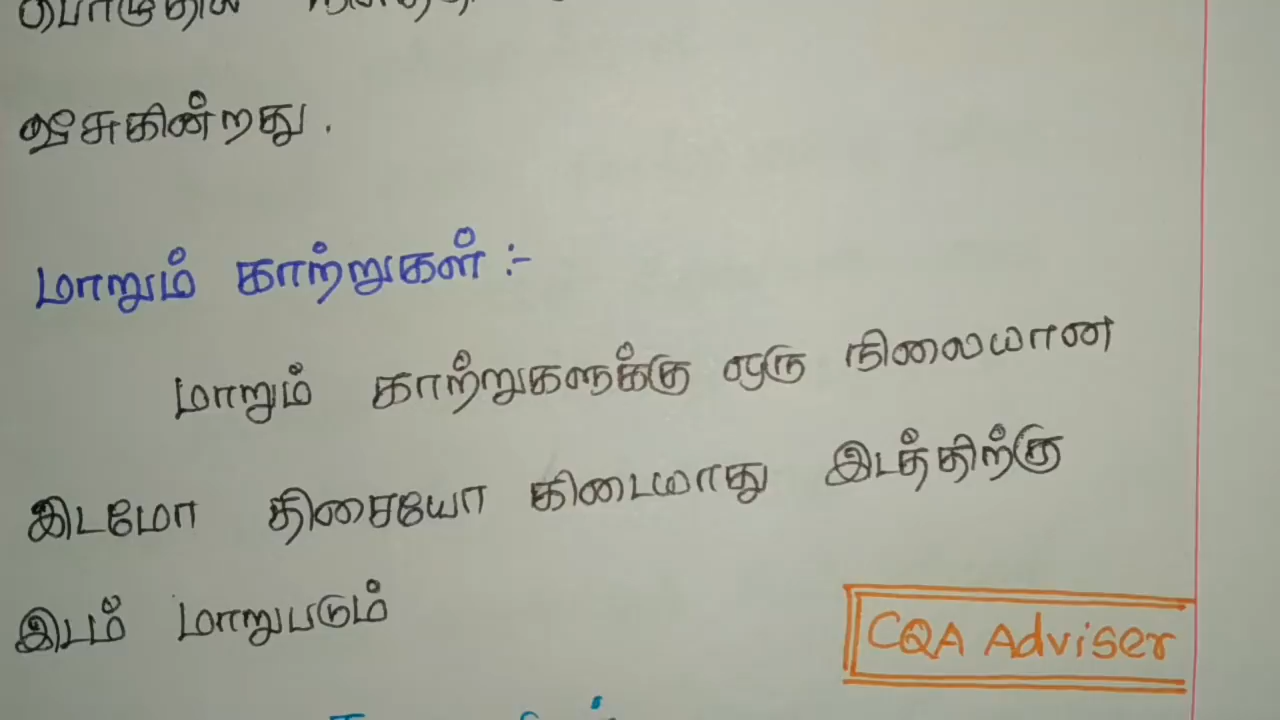 வீசுகின்றது.
மாறும் காற்றுகள் :-
மாறும் காற்றுகளுக்கு ஒரு நிலையான
இடமோ திசையோ கிடையாது இடத்திற்கு
இடம் மாறுபடும்
CQA Adviser